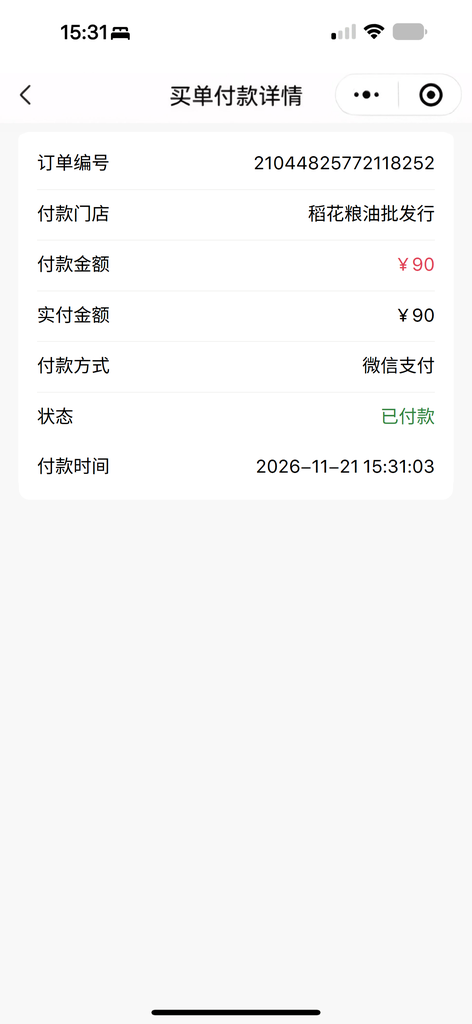 15:31
买单付款详情
订单编号 21044825772118252
付款门店 稻花粮油批发行
付款金额 ￥90
实付金额 ￥90
付款方式 微信支付
状态 已付款
付款时间 2026-11-21 15:31:03